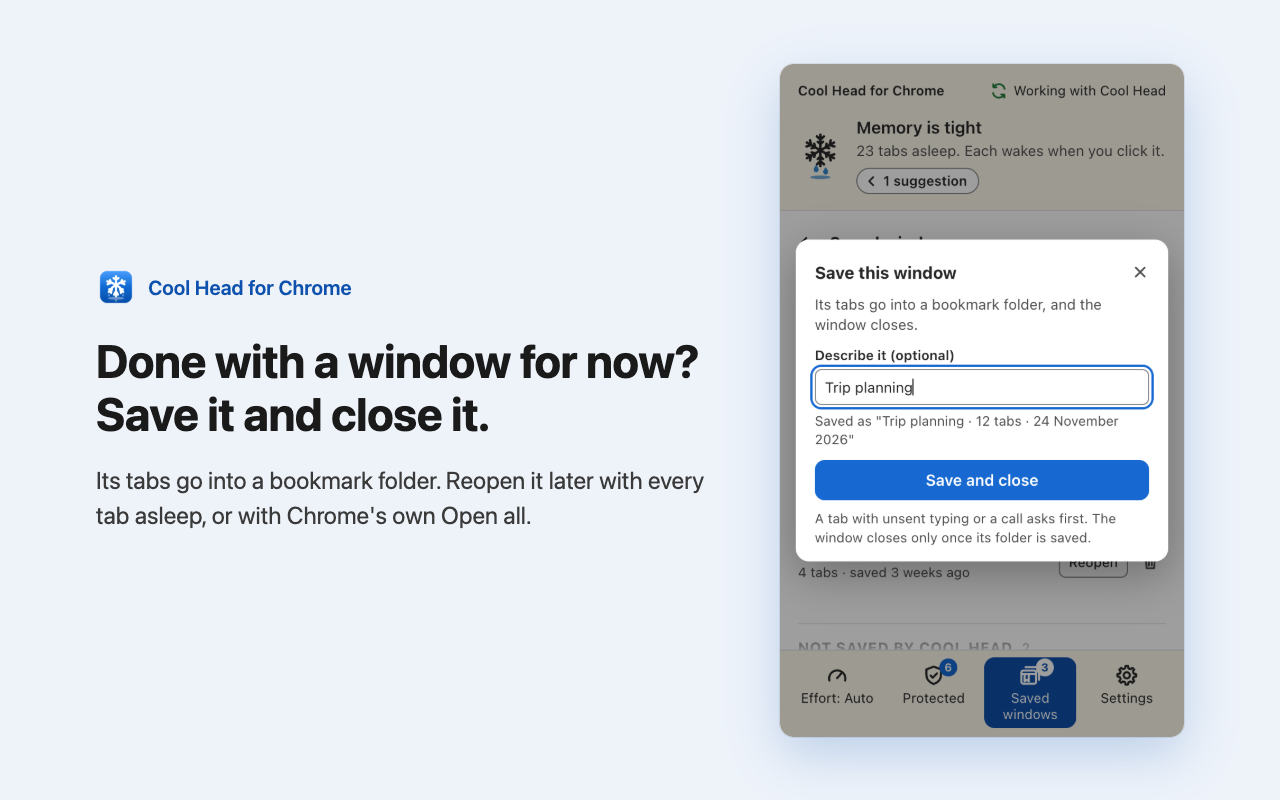 Cool Head for Chrome
Done with a window for now?
Save it and close it.
Its tabs go into a bookmark folder. Reopen it later with every
tab asleep, or with Chrome's own Open all.
Cool Head for Chrome
Working with Cool Head
Memory is tight
23 tabs asleep. Each wakes when you click it.
1 suggestion
Save this window
Its tabs go into a bookmark folder, and the
window closes.
Describe it (optional)
Trip planning
Saved as "Trip planning · 12 tabs · 24 November
2026"
Save and close
A tab with unsent typing or a call asks first. The
window closes only once its folder is saved.
Reopen
4 tabs · saved 3 weeks ago
NOT SAVED BY COOL HEAD 2
Effort: Auto
6
Protected
3
Saved
windows
Settings